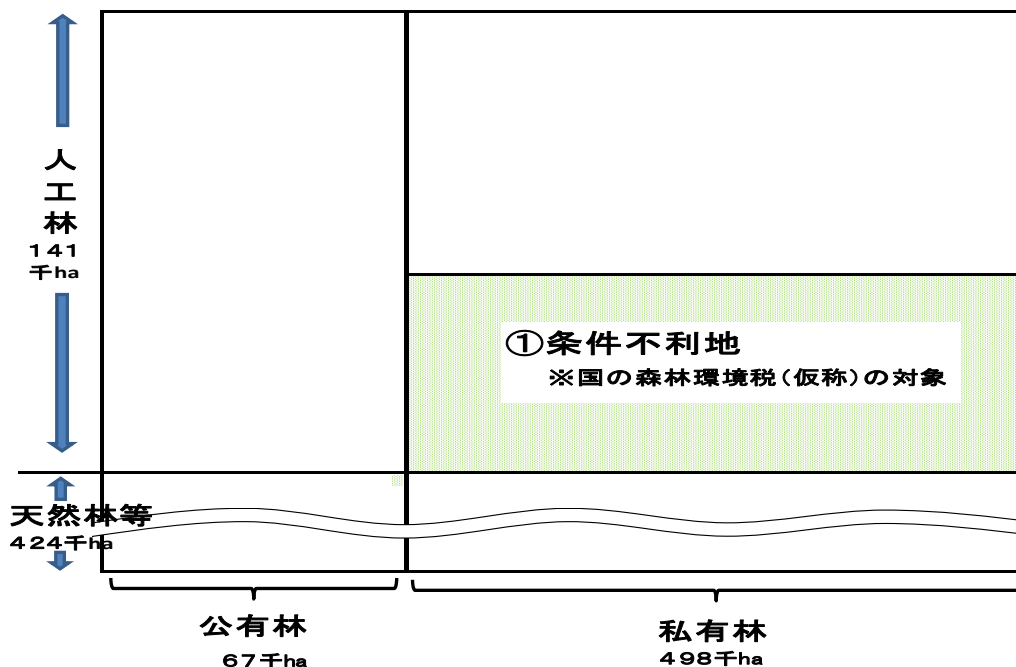 人工林
141
千ha
①条件不利地
※国の森林環境税(仮称)の対象
天然林等
424千ha
公有林
67千ha
私有林
498千ha